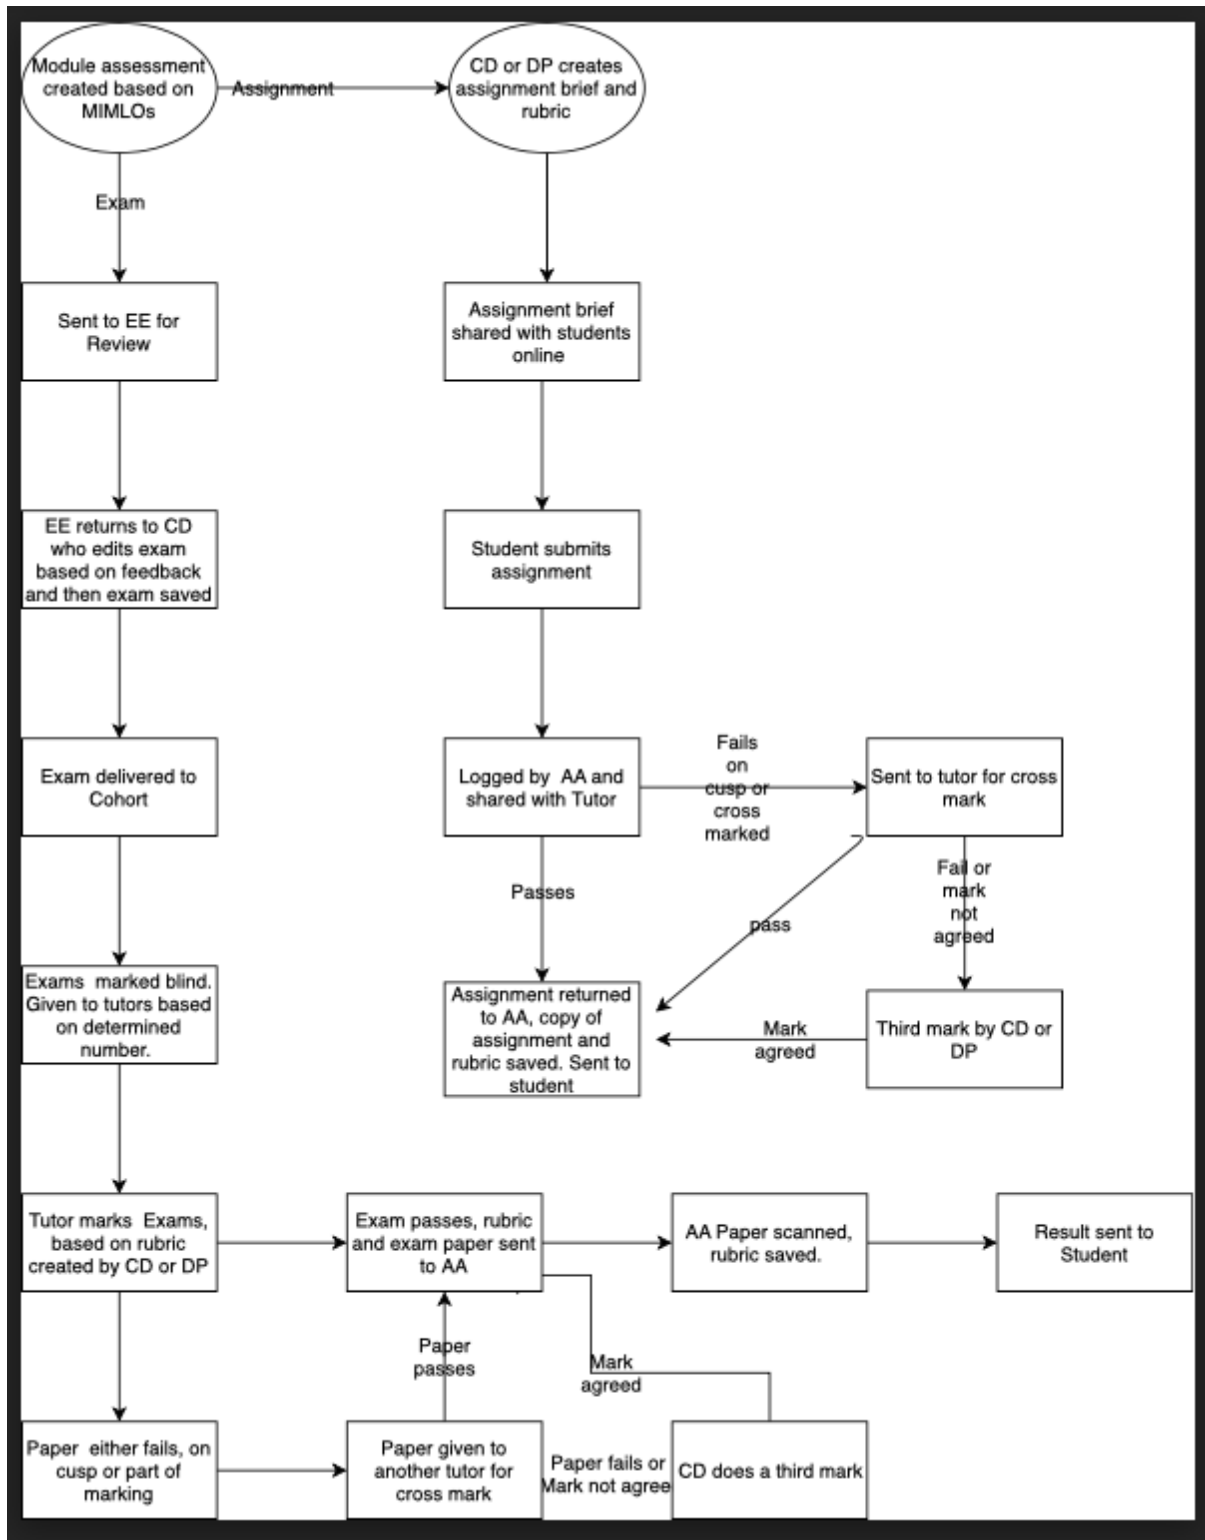 Module assessment
created based on
MIMLOs
Assignment
CD or DP creates
assignment brief and
rubric
Exam
Sent to EE for
Review
Assignment brief
shared with students
online
EE returns to CD
who edits exam
based on feedback
and then exam saved
Student submits
assignment
Exam delivered to
Cohort
Logged by AA and
shared with Tutor
Fails
on
cusp or
cross
marked
Sent to tutor for cross
mark
Passes
pass
Fail or
mark
not
agreed
Exams marked blind.
Given to tutors based
on determined
number.
Assignment returned
to AA, copy of
assignment and
rubric saved. Sent to
student
Mark
agreed
Third mark by CD or
DP
Tutor marks Exams,
based on rubric
created by CD or DP
Exam passes, rubric
and exam paper sent
to AA
AA Paper scanned,
rubric saved.
Result sent to
Student
Paper
passes
Mark
agreed
Paper either fails, on
cusp or part of
marking
Paper given to
another tutor for
cross mark
Paper fails or
Mark not agree
CD does a third mark